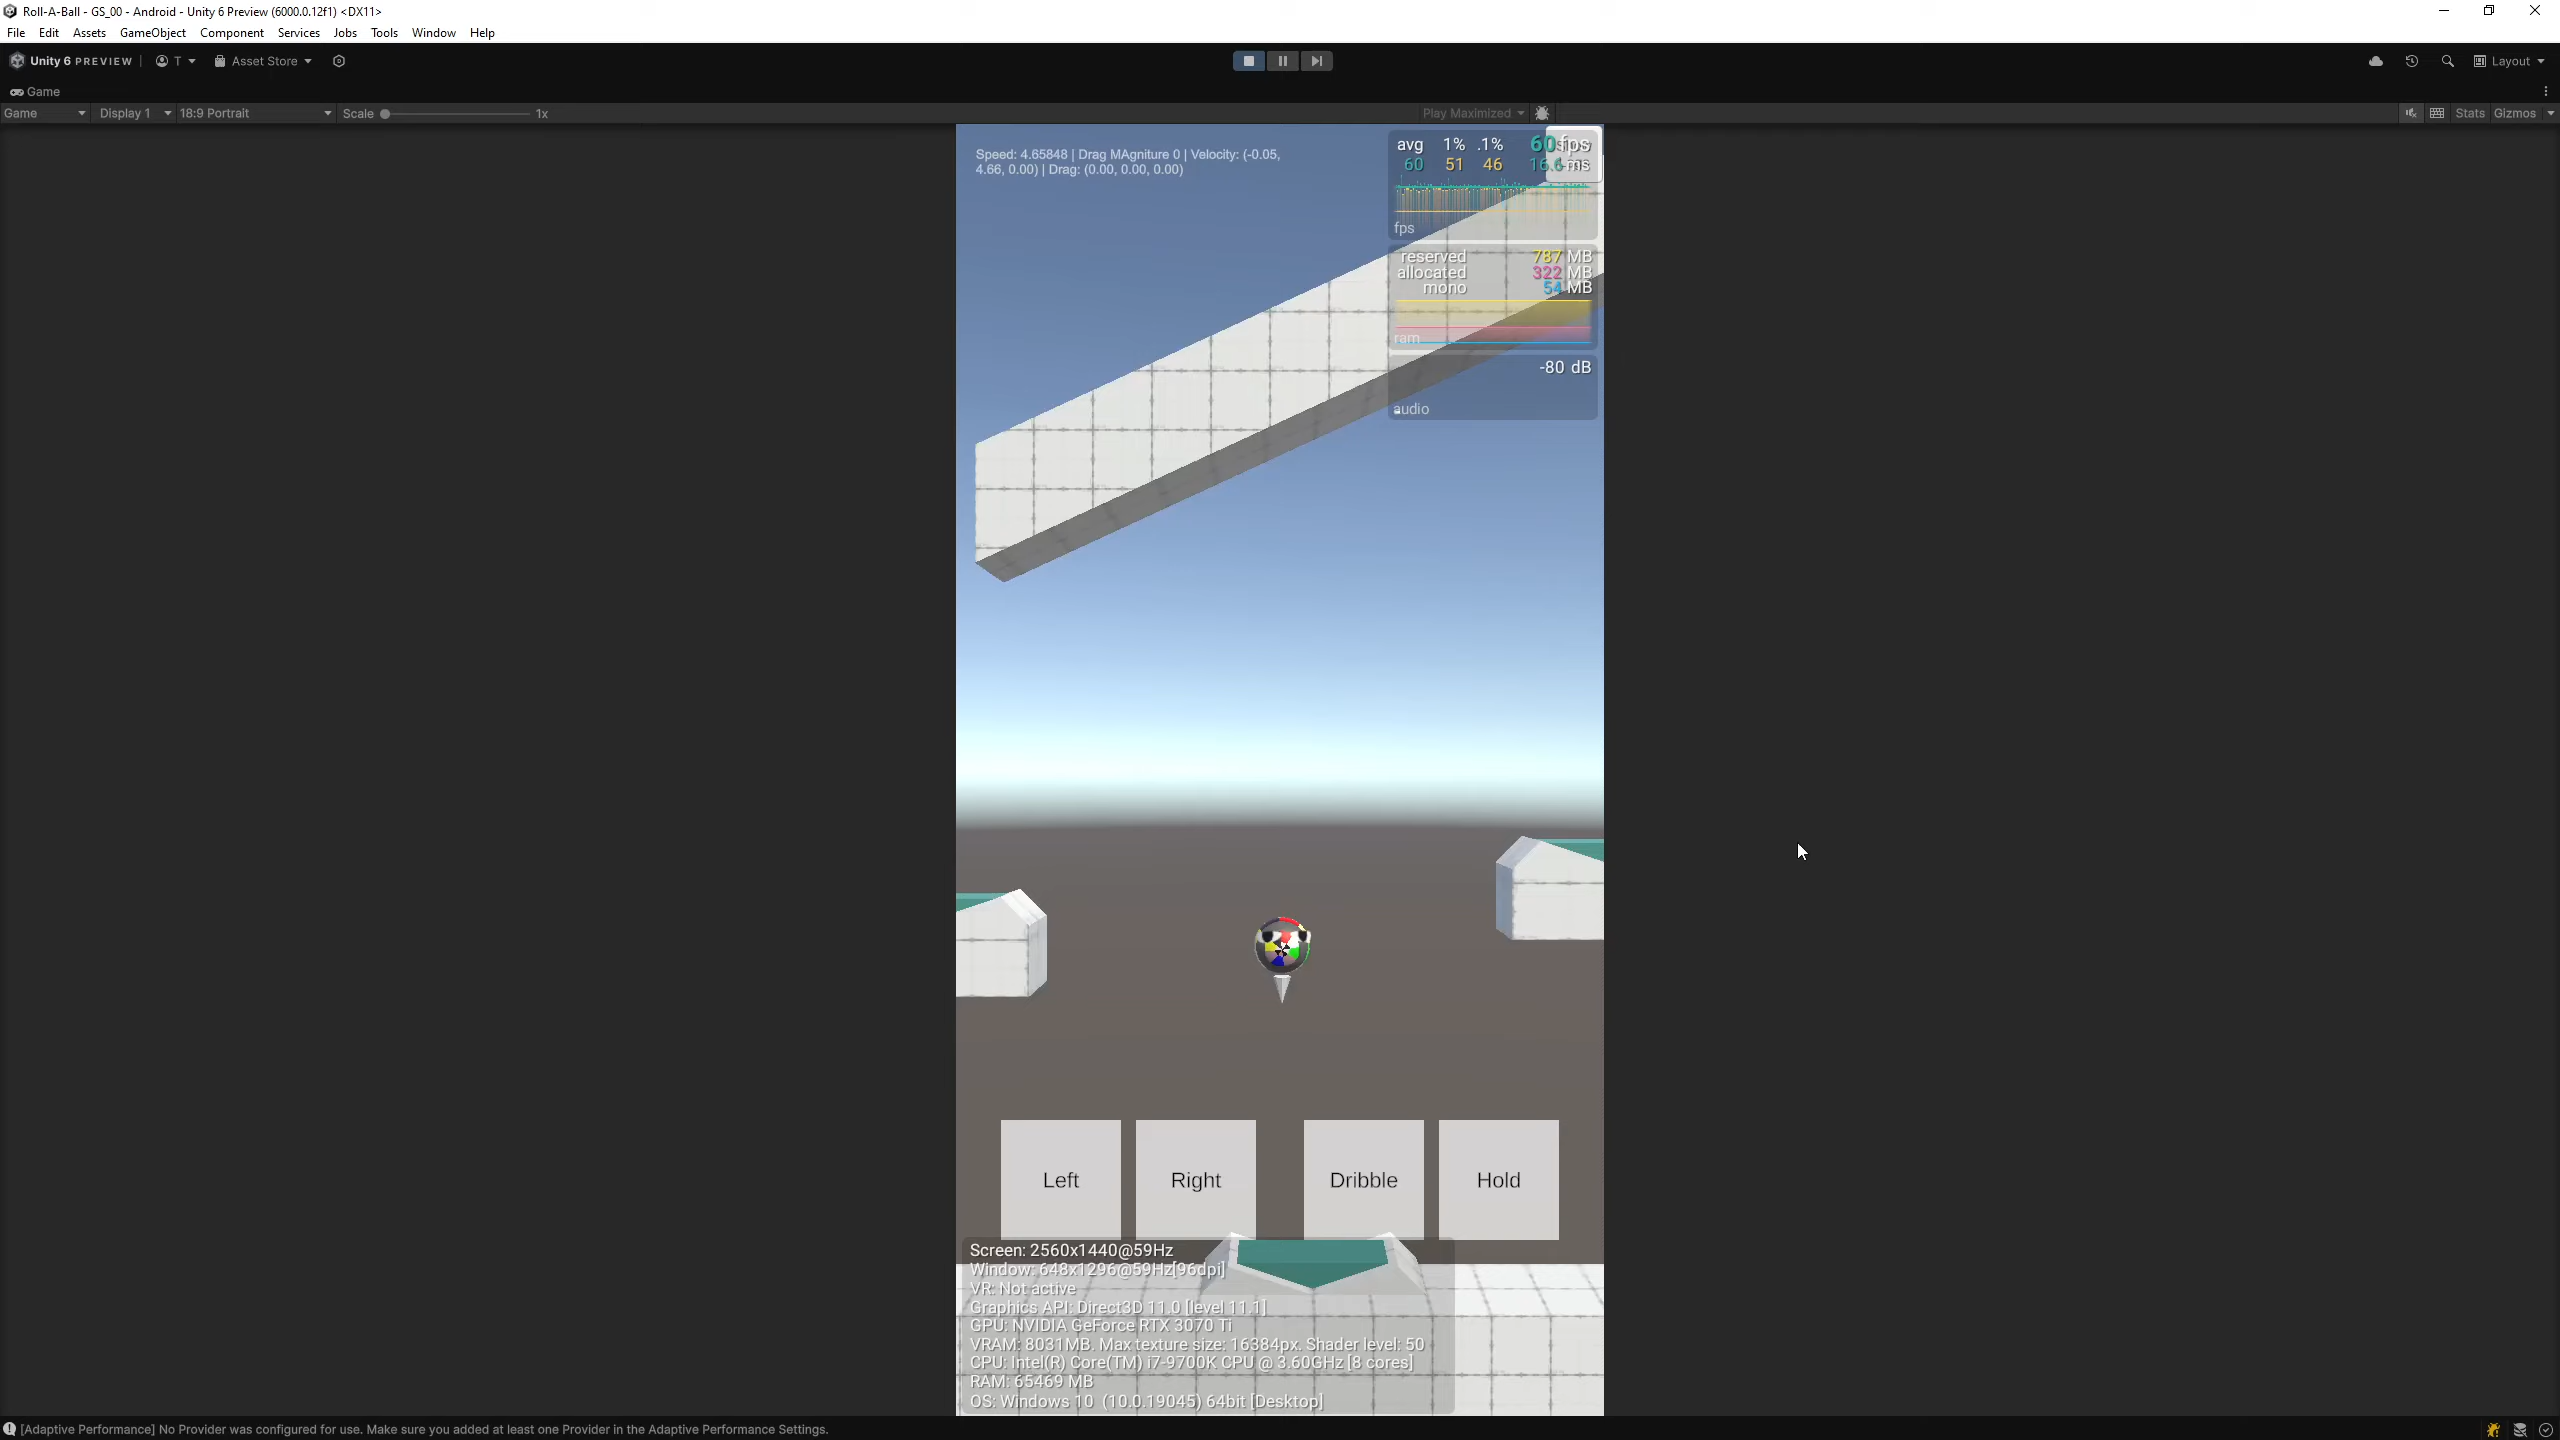 Roll-A-Ball - GS_00 - Android - Unity 6 Preview (6000.0.12f1) <DX11>
File Edit Assets GameObject Component Services Jobs Tools Window Help
Unity 6 PREVIEW T Asset Store Layout
Game
Game Display 1 18:9 Portrait Scale 1x Play Maximized Stats Gizmos
Speed: 4.65848 | Drag MAgniture 0 | Velocity: (-0.05,
4.66, 0.00) | Drag: (0.00, 0.00, 0.00)
avg 1% .1% 60 fps
60 51 46 16.6 ms
fps
reserved 787 MB
allocated 322 MB
mono 54 MB
ram
-80 dB
audio
Left Right Dribble Hold
Screen: 2560x1440@59Hz
Window: 648x1296@59Hz[96dpi]
VR: Not active
Graphics API: Direct3D 11.0 [level 11.1]
GPU: NVIDIA GeForce RTX 3070 Ti
VRAM: 8031MB. Max texture size: 16384px. Shader level: 50
CPU: Intel(R) Core(TM) i7-9700K CPU @ 3.60GHz [8 cores]
RAM: 65469 MB
OS: Windows 10  (10.0.19045) 64bit [Desktop]
[Adaptive Performance] No Provider was configured for use. Make sure you added at least one Provider in the Adaptive Performance Settings.